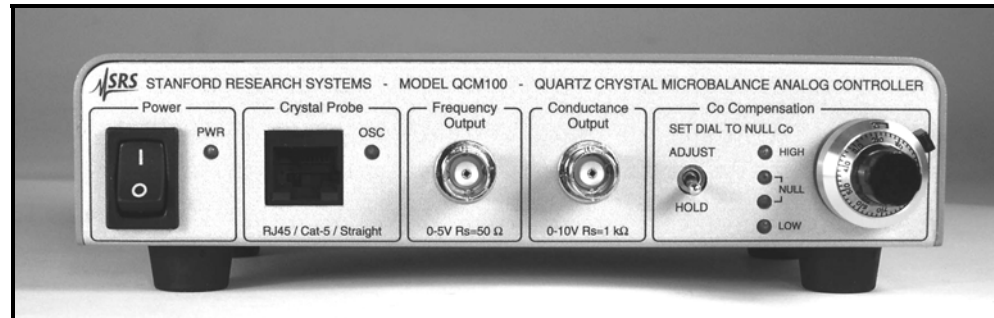 SRS STANFORD RESEARCH SYSTEMS - MODEL QCM100 - QUARTZ CRYSTAL MICROBALANCE ANALOG CONTROLLER
Power
PWR
I
O
Crystal Probe
OSC
RJ45 / Cat-5 / Straight
Frequency
Output
0-5V Rs=50 Ω
Conductance
Output
0-10V Rs=1 kΩ
Co Compensation
SET DIAL TO NULL Co
ADJUST
HOLD
HIGH
NULL
LOW